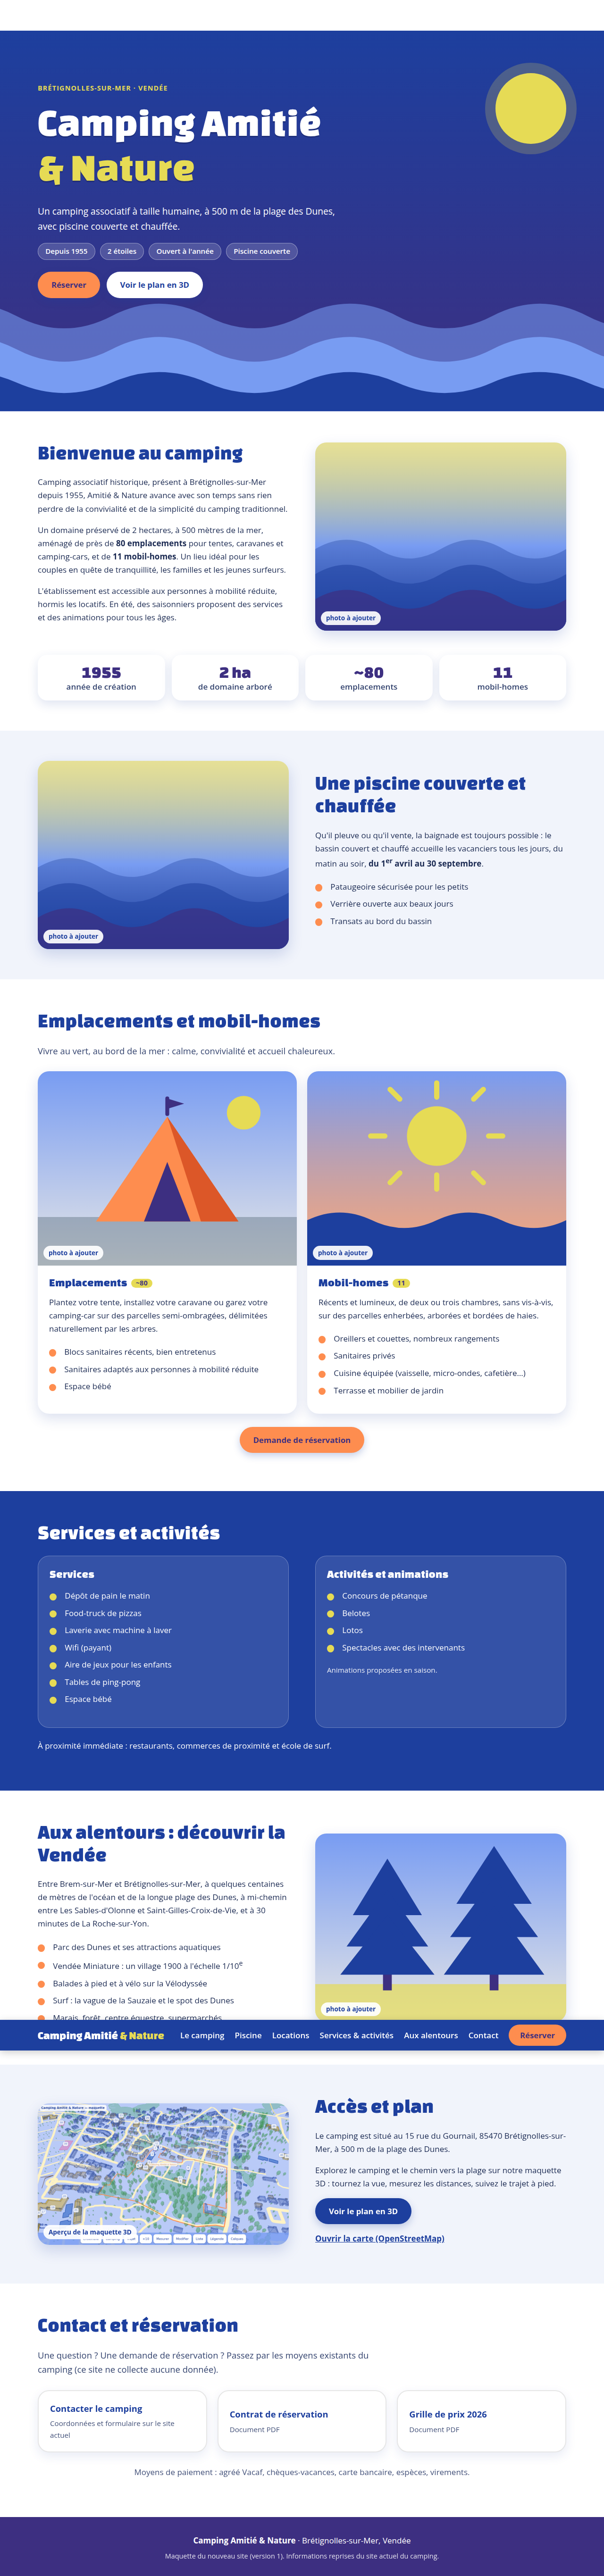 BRÉTIGNOLLES-SUR-MER · VENDÉE
Camping Amitié
& Nature
Un camping associatif à taille humaine, à 500 m de la plage des Dunes,
avec piscine couverte et chauffée.
Depuis 1955
2 étoiles
Ouvert à l'année
Piscine couverte
Réserver
Voir le plan en 3D
Bienvenue au camping
Camping associatif historique, présent à Brétignolles-sur-Mer
depuis 1955, Amitié & Nature avance avec son temps sans rien
perdre de la convivialité et de la simplicité du camping traditionnel.
Un domaine préservé de 2 hectares, à 500 mètres de la mer,
aménagé de près de 80 emplacements pour tentes, caravanes et
camping-cars, et de 11 mobil-homes. Un lieu idéal pour les
couples en quête de tranquillité, les familles et les jeunes surfeurs.
L'établissement est accessible aux personnes à mobilité réduite,
hormis les locatifs. En été, des saisonniers proposent des services
et des animations pour tous les âges.
photo à ajouter
1955
année de création
2 ha
de domaine arboré
~80
emplacements
11
mobil-homes
photo à ajouter
Une piscine couverte et
chauffée
Qu'il pleuve ou qu'il vente, la baignade est toujours possible : le
bassin couvert et chauffé accueille les vacanciers tous les jours, du
matin au soir, du 1er avril au 30 septembre.
Pataugeoire sécurisée pour les petits
Verrière ouverte aux beaux jours
Transats au bord du bassin
Emplacements et mobil-homes
Vivre au vert, au bord de la mer : calme, convivialité et accueil chaleureux.
photo à ajouter
Emplacements ~80
Plantez votre tente, installez votre caravane ou garez votre
camping-car sur des parcelles semi-ombragées, délimitées
naturellement par les arbres.
Blocs sanitaires récents, bien entretenus
Sanitaires adaptés aux personnes à mobilité réduite
Espace bébé
photo à ajouter
Mobil-homes 11
Récents et lumineux, de deux ou trois chambres, sans vis-à-vis,
sur des parcelles enherbées, arborées et bordées de haies.
Oreillers et couettes, nombreux rangements
Sanitaires privés
Cuisine équipée (vaisselle, micro-ondes, cafetière…)
Terrasse et mobilier de jardin
Demande de réservation
Services et activités
Services
Dépôt de pain le matin
Food-truck de pizzas
Laverie avec machine à laver
Wifi (payant)
Aire de jeux pour les enfants
Tables de ping-pong
Espace bébé
Activités et animations
Concours de pétanque
Belotes
Lotos
Spectacles avec des intervenants
Animations proposées en saison.
À proximité immédiate : restaurants, commerces de proximité et école de surf.
Aux alentours : découvrir la
Vendée
Entre Brem-sur-Mer et Brétignolles-sur-Mer, à quelques centaines
de mètres de l'océan et de la longue plage des Dunes, à mi-chemin
entre Les Sables-d'Olonne et Saint-Gilles-Croix-de-Vie, et à 30
minutes de La Roche-sur-Yon.
Parc des Dunes et ses attractions aquatiques
Vendée Miniature : un village 1900 à l'échelle 1/10e
Balades à pied et à vélo sur la Vélodyssée
Surf : la vague de la Sauzaie et le spot des Dunes
Marais, forêt, centre équestre, supermarchés
photo à ajouter
Camping Amitié & Nature
Le camping
Piscine
Locations
Services & activités
Aux alentours
Contact
Réserver
Camping Amitié & Nature — maquette
Aperçu de la maquette 3D
Accès et plan
Le camping est situé au 15 rue du Gournail, 85470 Brétignolles-sur-
Mer, à 500 m de la plage des Dunes.
Explorez le camping et le chemin vers la plage sur notre maquette
3D : tournez la vue, mesurez les distances, suivez le trajet à pied.
Voir le plan en 3D
Ouvrir la carte (OpenStreetMap)
Contact et réservation
Une question ? Une demande de réservation ? Passez par les moyens existants du
camping (ce site ne collecte aucune donnée).
Contacter le camping
Coordonnées et formulaire sur le site
actuel
Contrat de réservation
Document PDF
Grille de prix 2026
Document PDF
Moyens de paiement : agréé Vacaf, chèques-vacances, carte bancaire, espèces, virements.
Camping Amitié & Nature · Brétignolles-sur-Mer, Vendée
Maquette du nouveau site (version 1). Informations reprises du site actuel du camping.